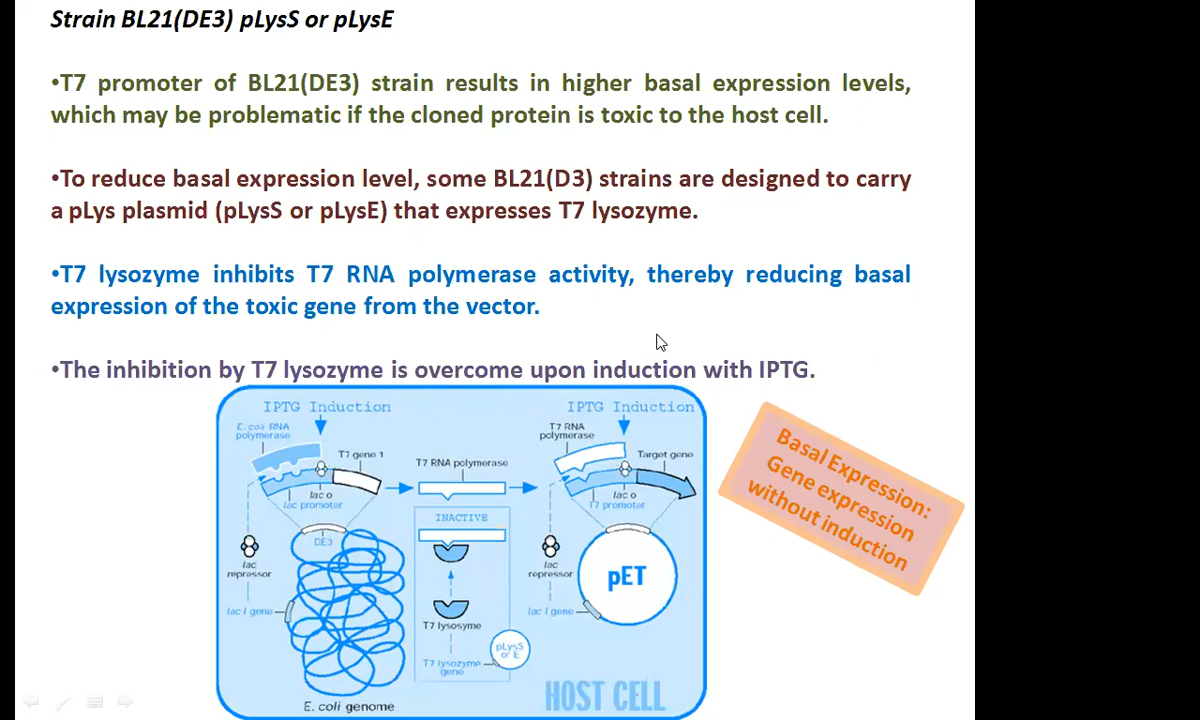 Strain BL21(DE3) pLysS or pLysE
•T7 promoter of BL21(DE3) strain results in higher basal expression levels,
which may be problematic if the cloned protein is toxic to the host cell.
•To reduce basal expression level, some BL21(D3) strains are designed to carry
a pLys plasmid (pLysS or pLysE) that expresses T7 lysozyme.
•T7 lysozyme inhibits T7 RNA polymerase activity, thereby reducing basal
expression of the toxic gene from the vector.
•The inhibition by T7 lysozyme is overcome upon induction with IPTG.
IPTG Induction
E. coli RNA
polymerase
T7 gene 1
lac o
lac promoter
DE3
lac
repressor
lac I gene
E. coli genome
T7 RNA polymerase
INACTIVE
T7 lysosyme
T7 lysozyme
gene
pLysS
or E
IPTG Induction
T7 RNA
polymerase
Target gene
lac o
T7 promoter
lac
repressor
lac I gene
pET
HOST CELL
Basal Expression:
Gene expression
without induction